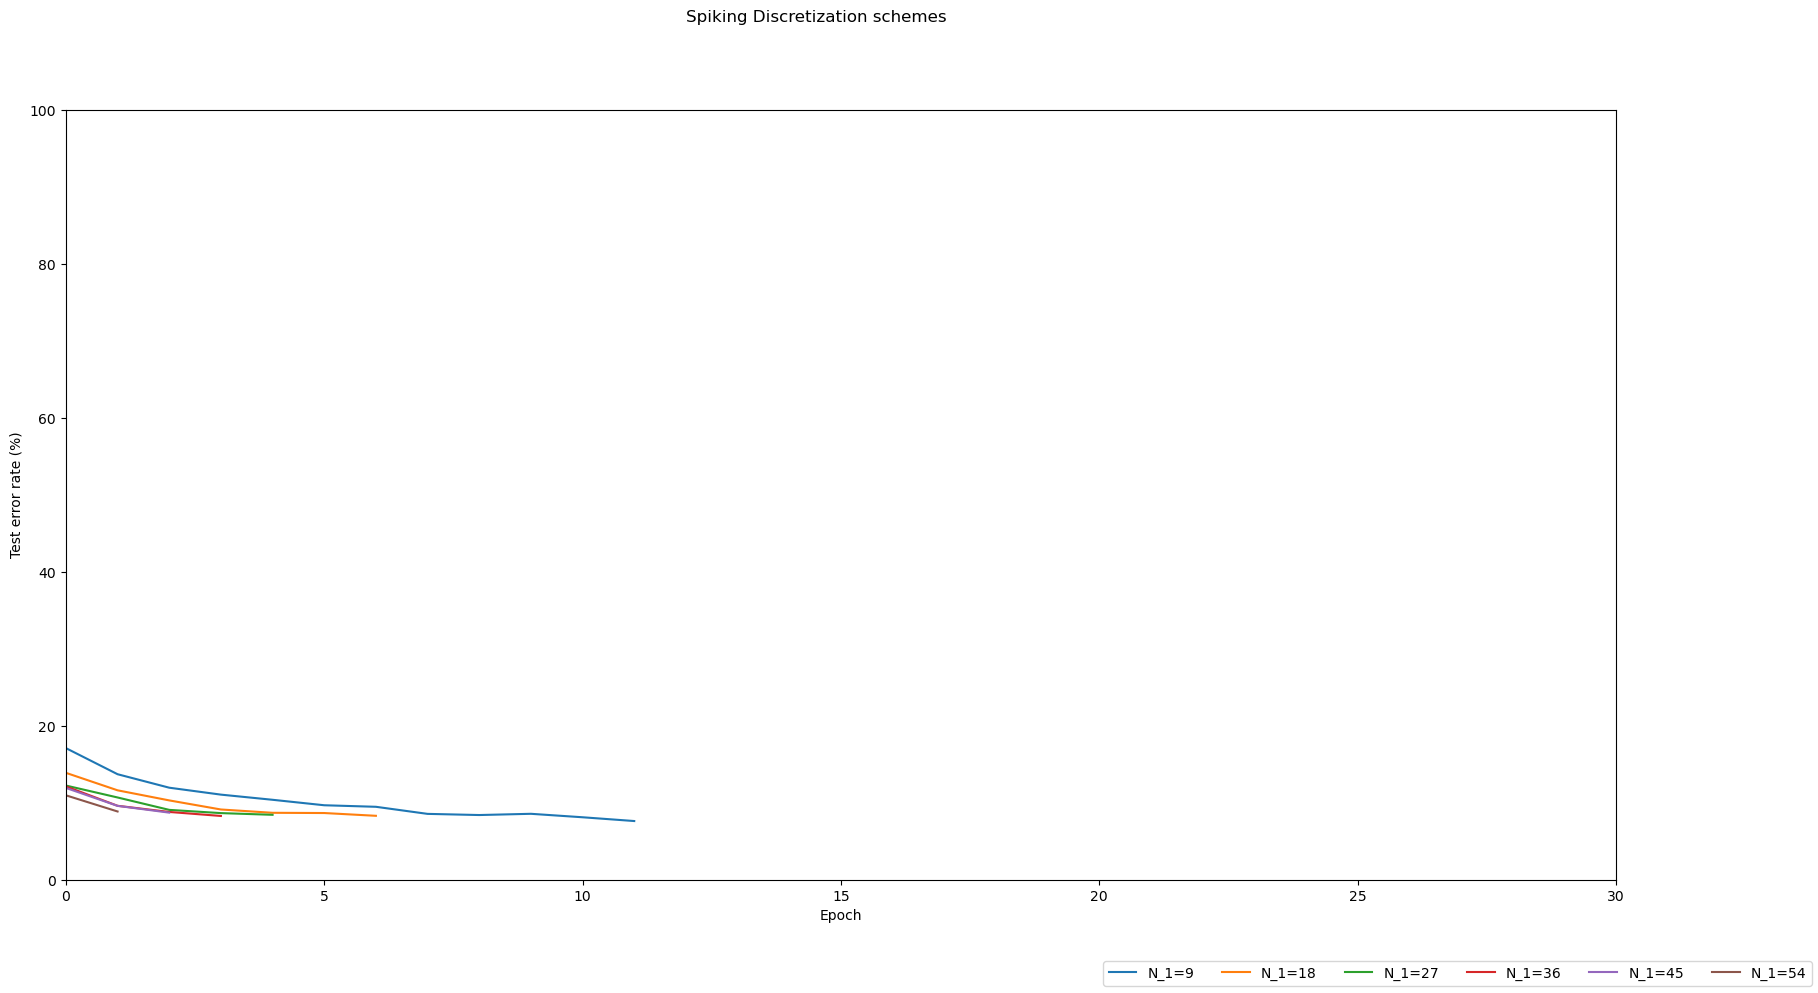 Spiking Discretization schemes
100
80
60
40
20
0
Test error rate (%)
0 5 10 15 20 25 30
Epoch
N_1=9 N_1=18 N_1=27 N_1=36 N_1=45 N_1=54